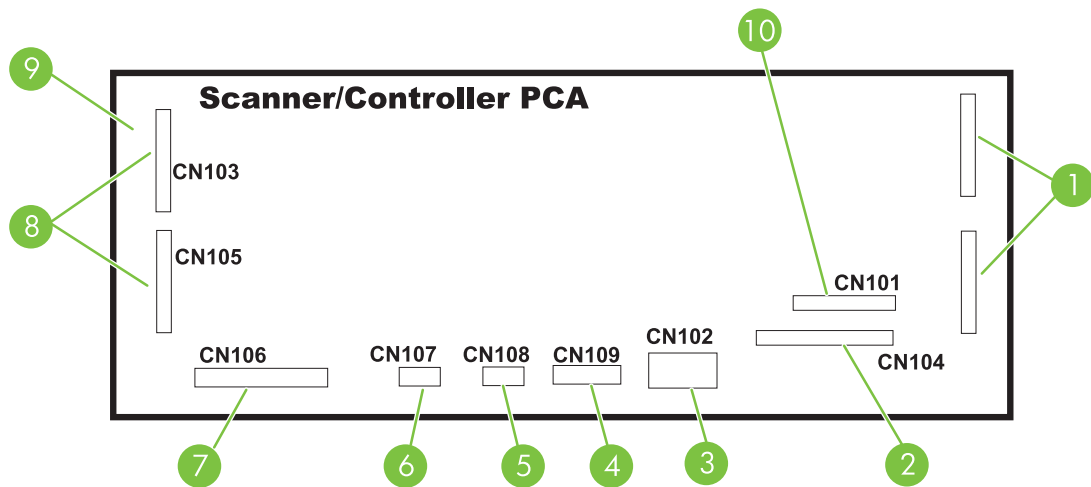 10
9
Scanner/Controller PCA
CN103
1
8
CN105
CN101
CN102
CN106
CN107
CN108
CN109
CN104
7
6
5
4
3
2